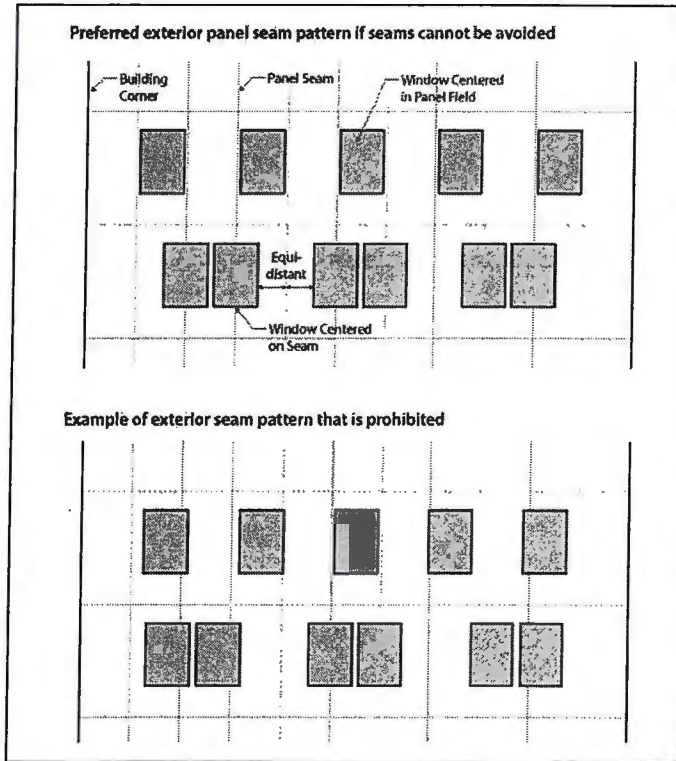 Preferred exterior panel seam pattern if seams cannot be avoided
Building
Corner
Panel Seam
Window Centered
in Panel Field
Equi-
distant
Window Centered
on Seam
Example of exterior seam pattern that is prohibited